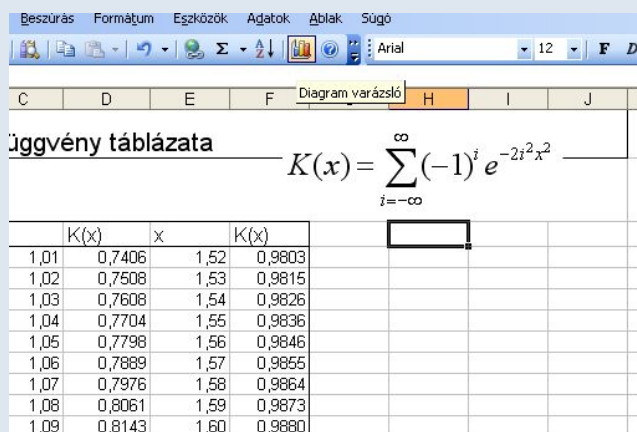 Beszúrás Formátum Eszközök Adatok Ablak Súgó
Σ Arial 12 F D
Diagram varázsló
C D E F H I J
üggvény táblázata
K(x) = ∑ i=-∞ ∞ (-1)^i e^{-2i^2x^2}
K(x) x K(x)
1,01 0,7406 1,52 0,9803
1,02 0,7508 1,53 0,9815
1,03 0,7608 1,54 0,9826
1,04 0,7704 1,55 0,9836
1,05 0,7798 1,56 0,9846
1,06 0,7889 1,57 0,9855
1,07 0,7976 1,58 0,9864
1,08 0,8061 1,59 0,9873
1,09 0,8143 1,60 0,9880